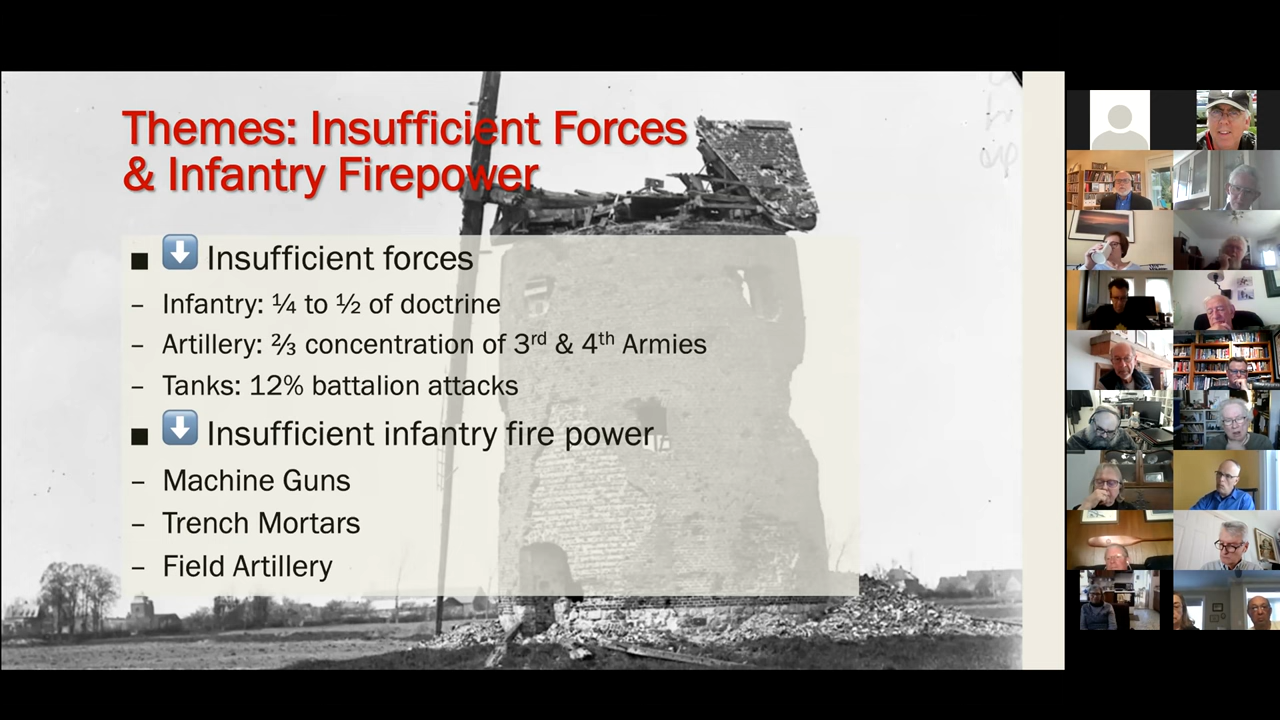 Themes: Insufficient Forces
& Infantry Firepower
■ ⬇ Insufficient forces
– Infantry: ¼ to ½ of doctrine
– Artillery: ⅔ concentration of 3rd & 4th Armies
– Tanks: 12% battalion attacks
■ ⬇ Insufficient infantry fire power
– Machine Guns
– Trench Mortars
– Field Artillery